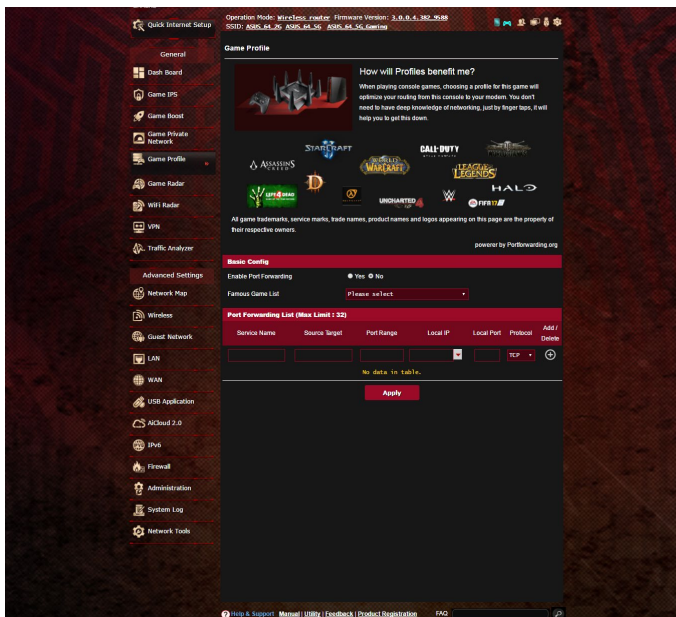 Quick Internet Setup
Operation Mode: Wireless router Firmware Version: 3.0.0.4.382_9588
SSID: ASUS_64_2G ASUS_64_5G ASUS_64_5G_Gaming
General
Dash Board
Game IPS
Game Boost
Game Private
Network
Game Profile
Game Radar
WiFi Radar
VPN
Traffic Analyzer
Advanced Settings
Network Map
Wireless
Guest Network
LAN
WAN
USB Application
AiCloud 2.0
IPv6
Firewall
Administration
System Log
Network Tools
Game Profile
How will Profiles benefit me?
When playing console games, choosing a profile for this game will
optimize your routing from this console to your modem. You don't
need to have deep knowledge of networking, just by finger taps, it will
help you to get this down.
STARCRAFT
CALL·DUTY
ASSASSIN'S
CREED
WORLD
WARCRAFT
LEAGUE
LEGENDS
D
HALO
LEFT 4 DEAD
UNCHARTED 4
W
FIFA 17
All game trademarks, service marks, trade names, product names and logos appearing on this page are the property of
their respective owners.
powerer by Portforwarding.org
Basic Config
Enable Port Forwarding Yes No
Famous Game List Please select
Port Forwarding List (Max Limit : 32)
Service Name Source Target Port Range Local IP Local Port Protocol Add /
Delete
TCP
No data in table.
Apply
Help & Support Manual | Utility | Feedback | Product Registration FAQ